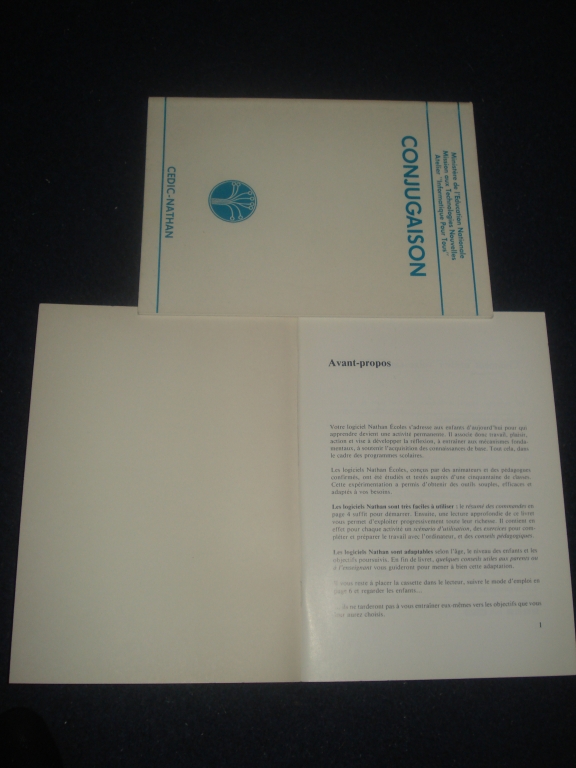 Ministère de l'Education Nationale
Mission aux Technologies Nouvelles
Atelier "Informatique Pour Tous"
CONJUGAISON
CEDIC-NATHAN
Avant-propos
Votre logiciel Nathan Écoles s'adresse aux enfants d'aujourd'hui pour qui
apprendre devient une activité permanente. Il associe donc travail, plaisir,
action et vise à développer la réflexion, à entraîner aux mécanismes fonda-
mentaux, à soutenir l'acquisition des connaissances de base. Tout cela, dans
le cadre des programmes scolaires.
Les logiciels Nathan Écoles, conçus par des animateurs et des pédagogues
confirmés, ont été étudiés et testés auprès d'une cinquantaine de classes.
Cette expérimentation a permis d'obtenir des outils souples, efficaces et
adaptés à vos besoins.
Les logiciels Nathan sont très faciles à utiliser : le résumé des commandes en
page 4 suffit pour démarrer. Ensuite, une lecture approfondie de ce livret
vous permet d'exploiter progressivement toute leur richesse. Il contient en
effet pour chaque activité un scénario d'utilisation, des exercices pour com-
pléter et préparer le travail avec l'ordinateur, et des conseils pédagogiques.
Les logiciels Nathan sont adaptables selon l'âge, le niveau des enfants et les
objectifs poursuivis. En fin de livret, quelques conseils utiles aux parents ou
à l'enseignant vous guideront pour mener à bien cette adaptation.
Il vous reste à placer la cassette dans le lecteur, suivre le mode d'emploi en
page 4 et regarder les enfants...
... ils ne tarderont pas à vous entraîner eux-mêmes vers les objectifs que vous
leur aurez choisis.
1